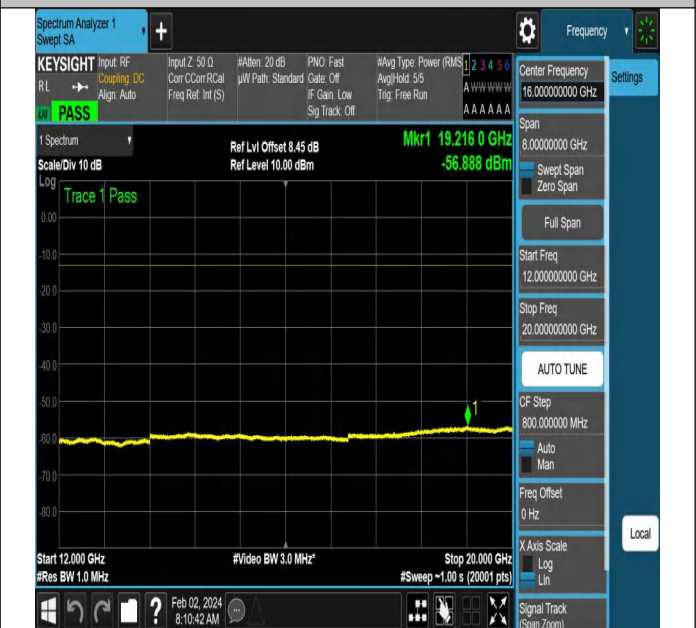 Spectrum Analyzer 1
Swept SA
+
Frequency
KEYSIGHT
RL
Input: RF
Coupling: DC
Align: Auto
Input Z: 50 Ω
Corr CCorr RCal
Freq Ref: Int (S)
#Atten: 20 dB
µW Path: Standard
PNO: Fast
Gate: Off
IF Gain: Low
Sig Track: Off
#Avg Type: Power (RMS
Avg|Hold: 5/5
Trig: Free Run
1 2 3 4 5 6
A W W W W W
A A A A A A
PASS
1 Spectrum
Scale/Div 10 dB
Ref Lvl Offset 8.45 dB
Ref Level 10.00 dBm
Mkr1 19.216 0 GHz
-56.888 dBm
Log
Trace 1 Pass
0.00
-10.0
-20.0
-30.0
-40.0
-50.0
-60.0
-70.0
-80.0
1
Start 12.000 GHz
#Res BW 1.0 MHz
#Video BW 3.0 MHz*
Stop 20.000 GHz
#Sweep ~1.00 s (20001 pts)
?
Feb 02, 2024
8:10:42 AM
Center Frequency
16.000000000 GHz
Settings
Span
8.00000000 GHz
Swept Span
Zero Span
Full Span
Start Freq
12.000000000 GHz
Stop Freq
20.000000000 GHz
AUTO TUNE
CF Step
800.000000 MHz
Auto
Man
Freq Offset
0 Hz
X Axis Scale
Log
Lin
Local
Signal Track
(Span Zoom)